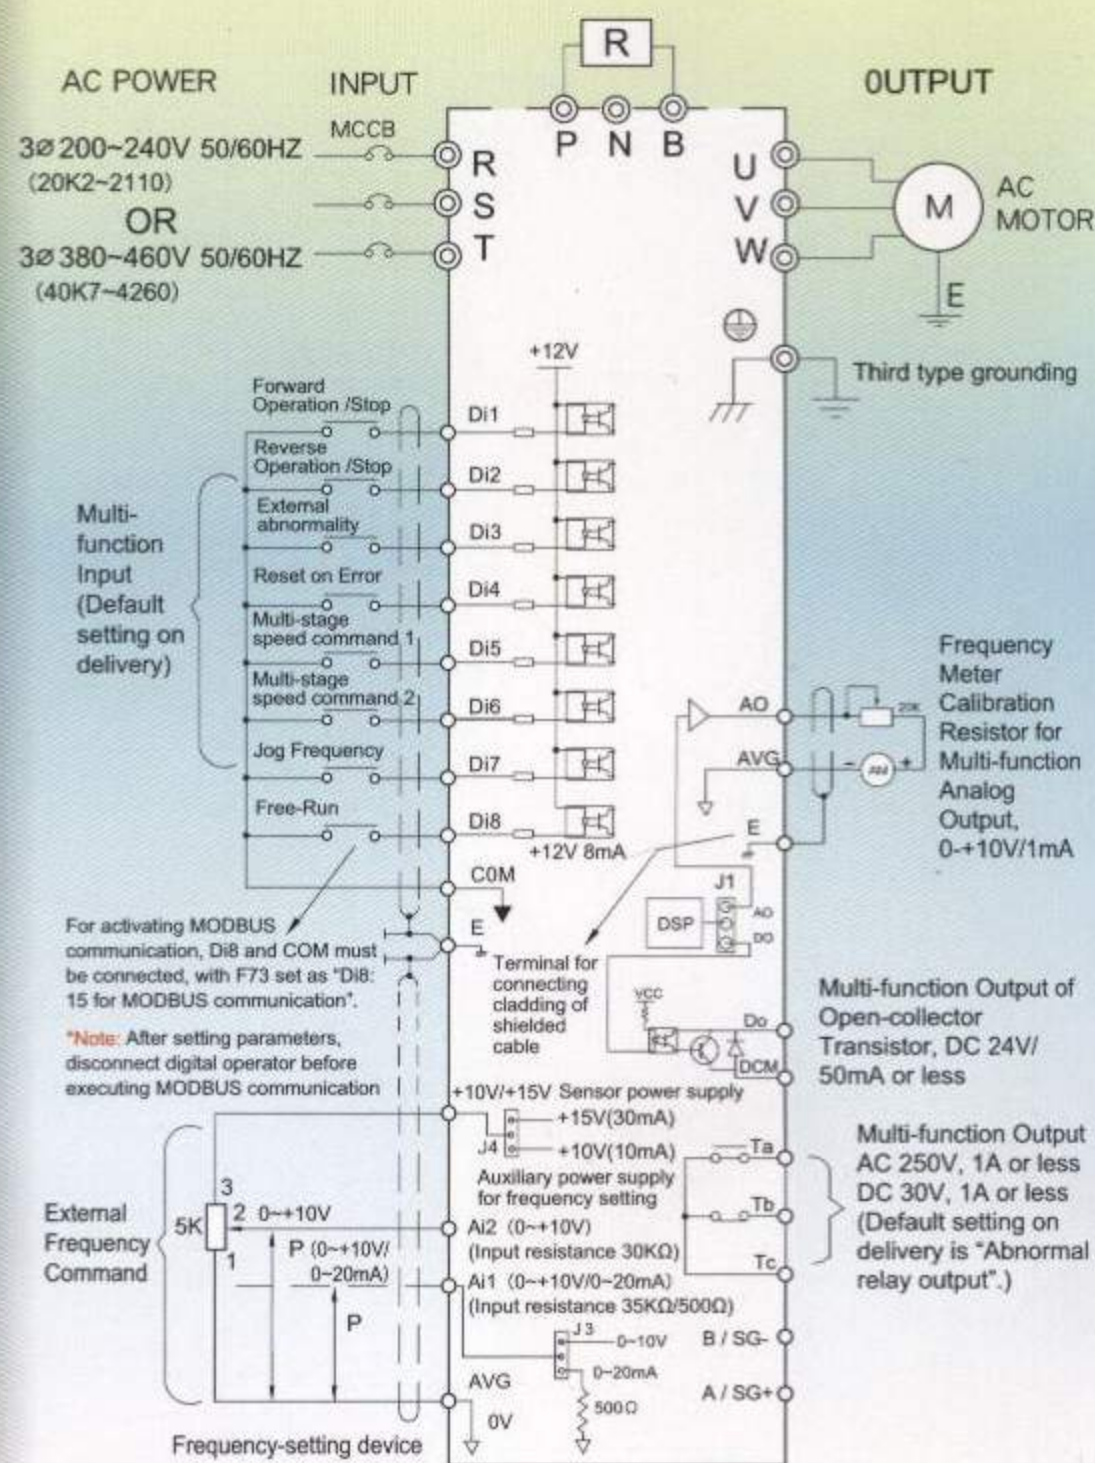 R
AC POWER
INPUT
0UTPUT
MCCB
P N B
3Ø 200~240V 50/60HZ
(20K2~2110)
OR
3Ø 380~460V 50/60HZ
(40K7~4260)
R
S
T
U
V
W
M
AC
MOTOR
E
Third type grounding
+12V
Forward
Operation /Stop
Di1
Reverse
Operation /Stop
Di2
External
abnormality
Di3
Reset on Error
Di4
Multi-stage
speed command 1
Di5
Multi-stage
speed command 2
Di6
Jog Frequency
Di7
Free-Run
Di8
+12V 8mA
COM
E
Multi-
function
Input
(Default
setting on
delivery)
AO
20K
AVG
- +
E
Frequency
Meter
Calibration
Resistor for
Multi-function
Analog
Output,
0-+10V/1mA
J1
DSP
AO
DO
For activating MODBUS
communication, Di8 and COM must
be connected, with F73 set as "Di8:
15 for MODBUS communication".
*Note: After setting parameters,
disconnect digital operator before
executing MODBUS communication
Terminal for
connecting
cladding of
shielded
cable
VCC
Do
DCM
Multi-function Output of
Open-collector
Transistor, DC 24V/
50mA or less
+10V/+15V Sensor power supply
+15V(30mA)
J4
+10V(10mA)
Auxiliary power supply
for frequency setting
Ta
Tb
Tc
Multi-function Output
AC 250V, 1A or less
DC 30V, 1A or less
(Default setting on
delivery is "Abnormal
relay output".)
External
Frequency
Command
3
5K 2 0~+10V
1
P (0~+10V/
0~20mA)
P
Ai2 (0~+10V)
(Input resistance 30KΩ)
Ai1 (0~+10V/0~20mA)
(Input resistance 35KΩ/500Ω)
J3
0~10V
0~20mA
500Ω
AVG
0V
B / SG-
A / SG+
Frequency-setting device